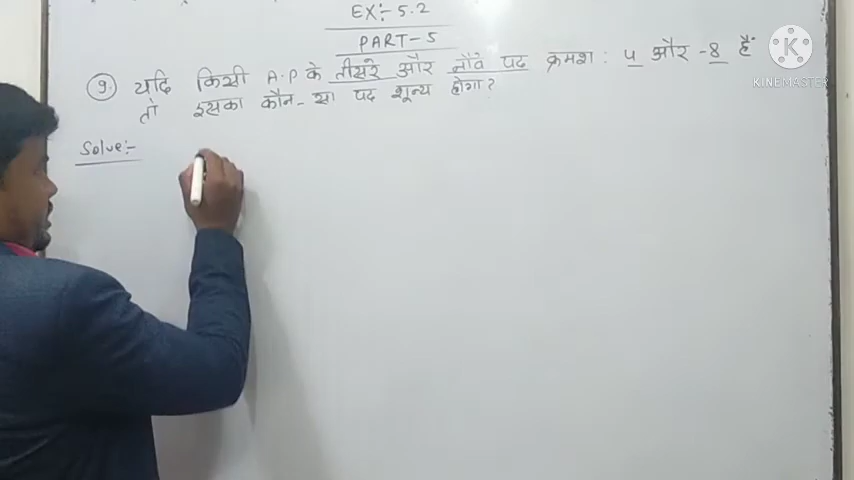 EX:- 5.2
PART-5
9. यदि किसी A.P के तीसरे और नौवे पद क्रमश: 4 और -8 हैं
तो इसका कौन-सा पद शून्य होगा?
Solve:-
KINEMASTER